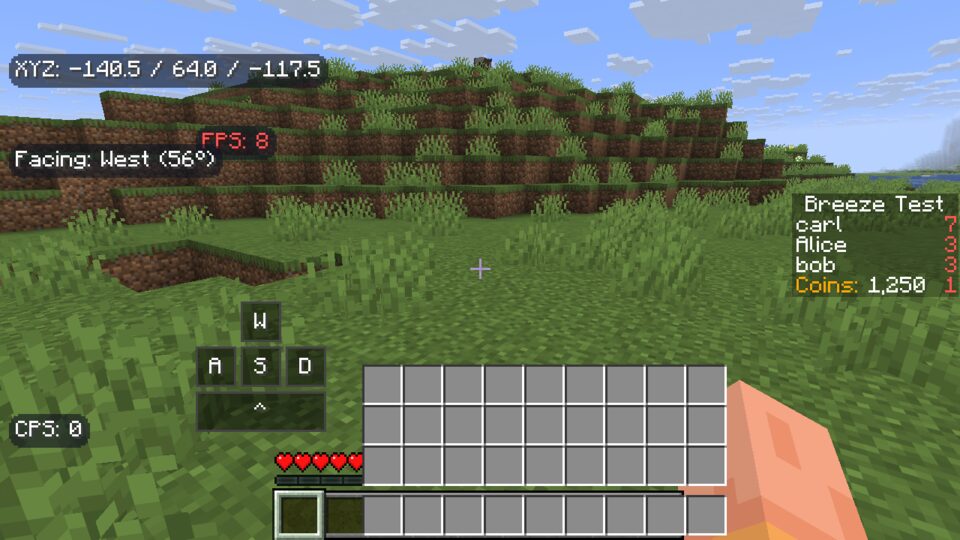 XYZ: -140.5 / 64.0 / -117.5
FPS: 8
Facing: West (56°)
Breeze Test
carl 7
Alice 3
bob 3
Coins: 1,250 1
W
A S D
^
CPS: 0